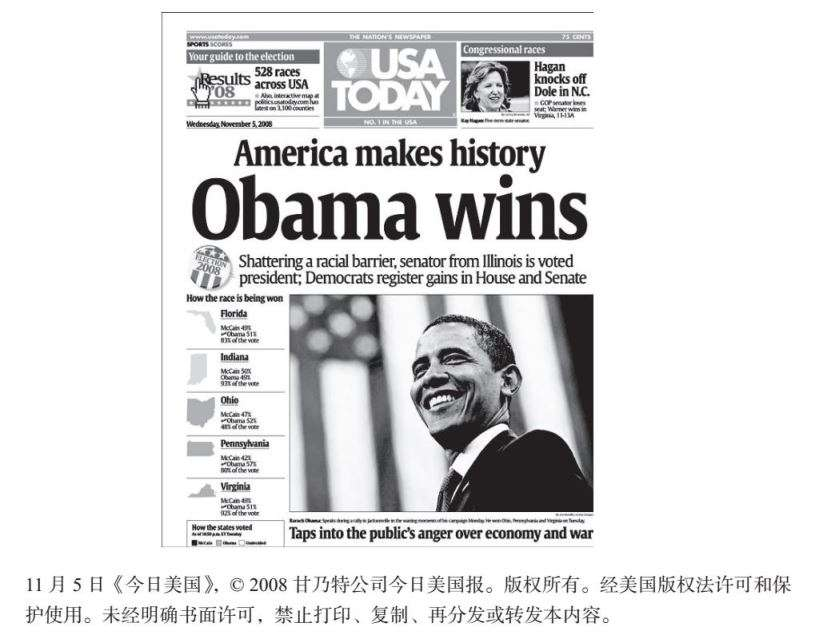 www.usatoday.com THE NATION'S NEWSPAPER 75 CENTS
SPORTS SCORES
Your guide to the election
Results
'08
528 races
across USA
Also, interactive map at
politics.usatoday.com has
latest on 3,100 counties
Wednesday, November 5, 2008
USA
TODAY
NO. 1 IN THE USA
Congressional races
Hagan
knocks off
Dole in N.C.
GOP senator loses
seat; Warner wins in
Virginia, 11-13A
Kay Hagan: Five-term state senator.
America makes history
Obama wins
ELECTION
2008
Shattering a racial barrier, senator from Illinois is voted
president; Democrats register gains in House and Senate
How the race is being won
Florida
McCain 49%
✓Obama 51%
83% of the vote
Indiana
McCain 50%
Obama 49%
93% of the vote
Ohio
McCain 47%
✓Obama 52%
48% of the vote
Pennsylvania
McCain 42%
✓Obama 57%
80% of the vote
Virginia
McCain 49%
✓Obama 51%
92% of the vote
How the states voted
As of 10:50 p.m. ET Tuesday
McCain Obama Undecided
Barack Obama: Speaks during a rally in Jacksonville in the waning moments of his campaign Monday. He won Ohio, Pennsylvania and Virginia on Tuesday.
Taps into the public's anger over economy and war
11 月 5 日《今日美国》, © 2008 甘乃特公司今日美国报。版权所有。经美国版权法许可和保
护使用。未经明确书面许可，禁止打印、复制、再分发或转发本内容。